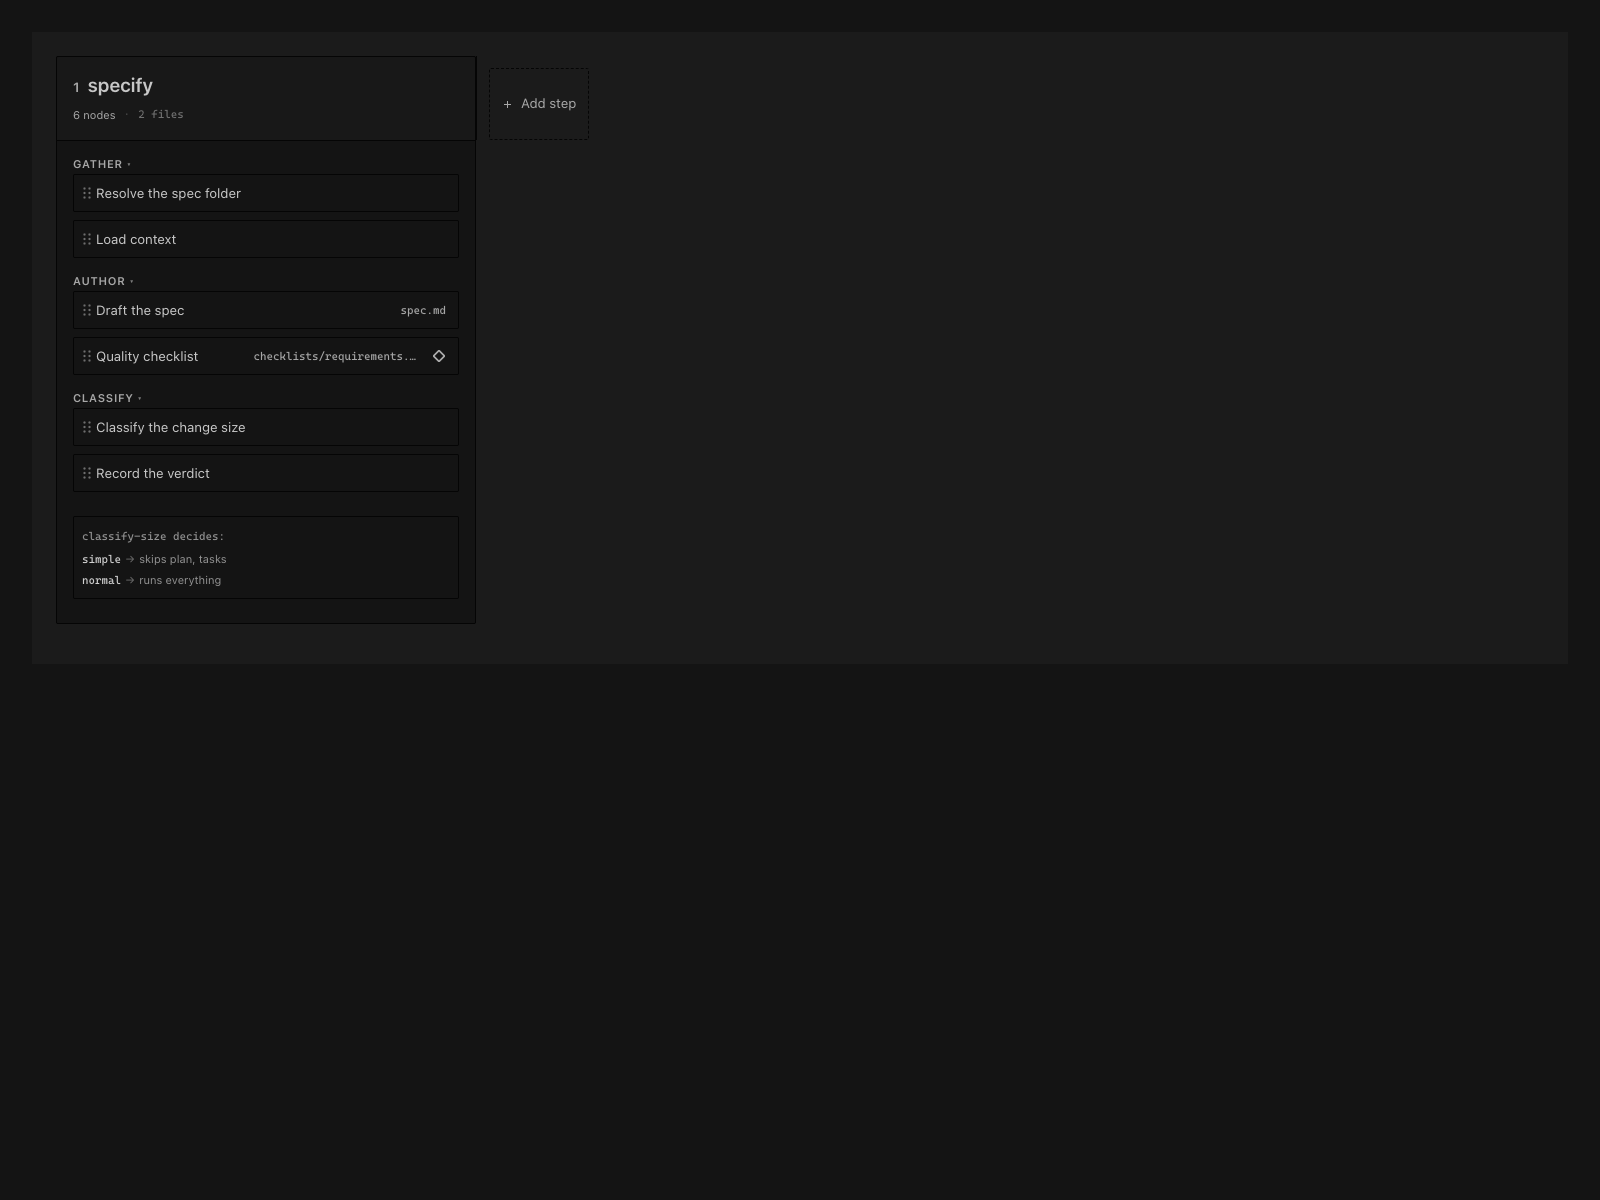 1 specify
6 nodes · 2 files
+ Add step
GATHER
Resolve the spec folder
Load context
AUTHOR
Draft the spec spec.md
Quality checklist checklists/requirements.…
CLASSIFY
Classify the change size
Record the verdict
classify-size decides:
simple → skips plan, tasks
normal → runs everything